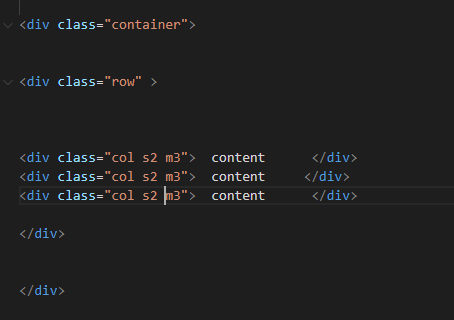 <div class="container">
<div class="row" >
<div class="col s2 m3">  content      </div>
<div class="col s2 m3">  content     </div>
<div class="col s2 m3">  content      </div>
</div>
</div>